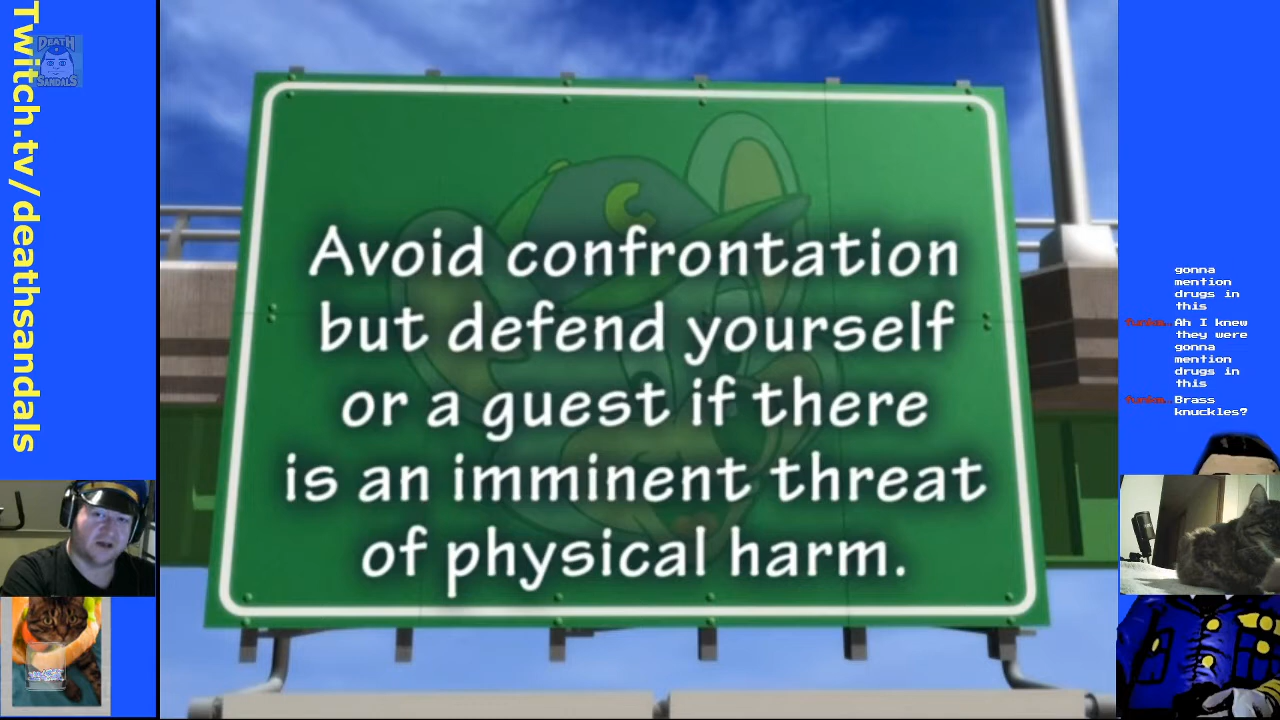 Twitch.tv/deathsandals
DEATH
SANDALS
Avoid confrontation
but defend yourself
or a guest if there
is an imminent threat
of physical harm.
C
gonna
mention
drugs in
this
Ah I knew
they were
gonna
mention
drugs in
this
Brass
knuckles?